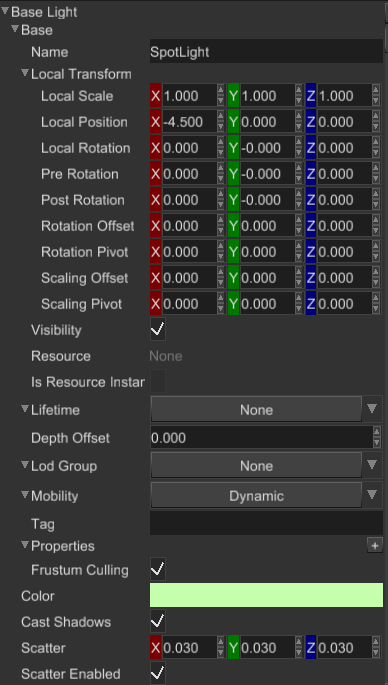 Base Light
Base
Name SpotLight
Local Transform
Local Scale X 1.000 Y 1.000 Z 1.000
Local Position X -4.500 Y 0.000 Z 0.000
Local Rotation X 0.000 Y -0.000 Z 0.000
Pre Rotation X 0.000 Y -0.000 Z 0.000
Post Rotation X 0.000 Y -0.000 Z 0.000
Rotation Offset X 0.000 Y 0.000 Z 0.000
Rotation Pivot X 0.000 Y 0.000 Z 0.000
Scaling Offset X 0.000 Y 0.000 Z 0.000
Scaling Pivot X 0.000 Y 0.000 Z 0.000
Visibility
Resource None
Is Resource Instar
Lifetime None
Depth Offset 0.000
Lod Group None
Mobility Dynamic
Tag
Properties +
Frustum Culling
Color
Cast Shadows
Scatter X 0.030 Y 0.030 Z 0.030
Scatter Enabled